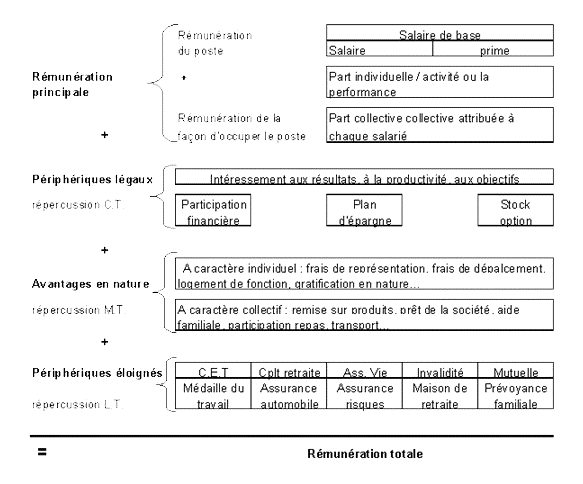 Rémunération
du poste
Salaire de base
Salaire prime
Rémunération
principale
+
Part individuelle / activité ou la
performance
Rémunération de la
façon d'occuper le poste
Part collective collective attribuée à
chaque salarié
+
Périphériques légaux
répercussion C.T.
Intéressement aux résultats, à la productivité, aux objectifs
Participation
financière
Plan
d'épargne
Stock
option
+
Avantages en nature
répercussion M.T.
A caractère individuel : frais de représentation, frais de dépalcement,
logement de fonction, gratification en nature...
A caractère collectif : remise sur produits, prêt de la société, aide
familiale, participation repas, transport...
+
Périphériques éloignés
répercussion L.T.
C.E.T Cplt retraite Ass. Vie Invalidité Mutuelle
Médaille du
travail
Assurance
automobile
Assurance
risques
Maison de
retraite
Prévoyance
familiale
= Rémunération totale